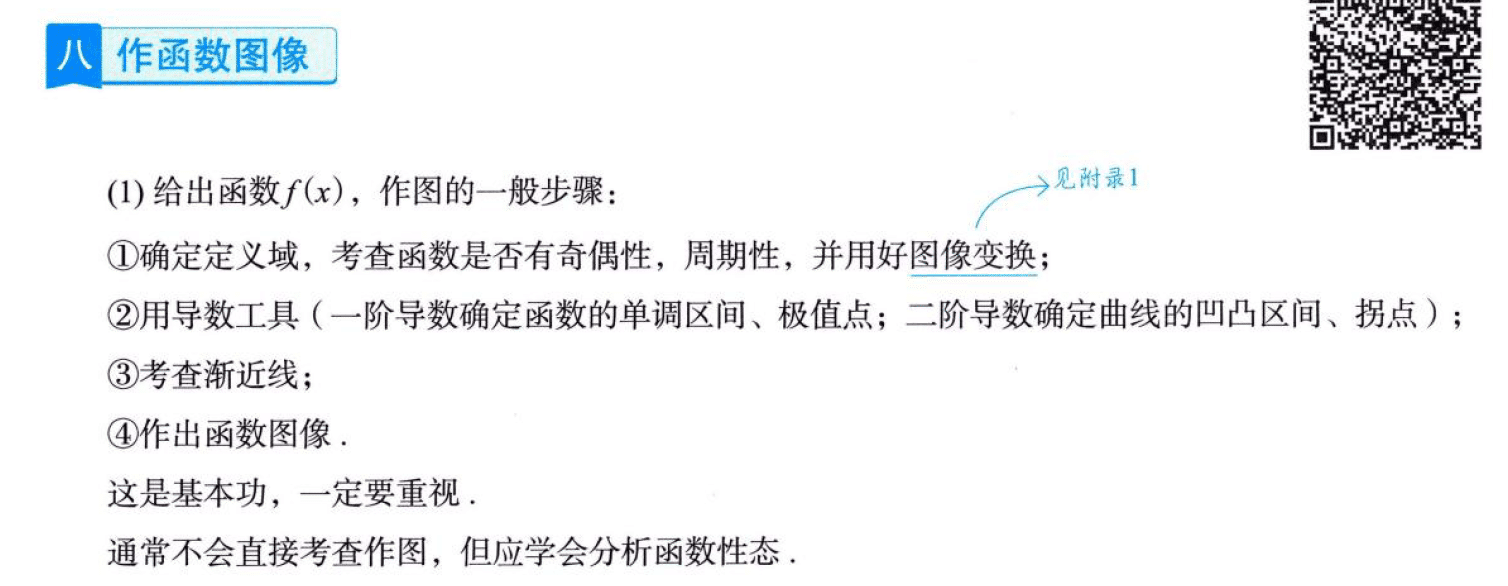 八 作函数图像
(1) 给出函数f(x)，作图的一般步骤：
见附录1
①确定定义域，考查函数是否有奇偶性，周期性，并用好图像变换；
②用导数工具（一阶导数确定函数的单调区间、极值点；二阶导数确定曲线的凹凸区间、拐点）；
③考查渐近线；
④作出函数图像．
这是基本功，一定要重视．
通常不会直接考查作图，但应学会分析函数性态．